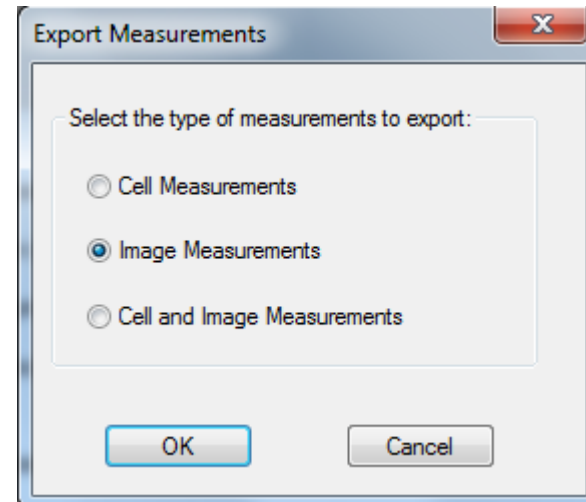 Export Measurements
Select the type of measurements to export:
Cell Measurements
Image Measurements
Cell and Image Measurements
OK
Cancel